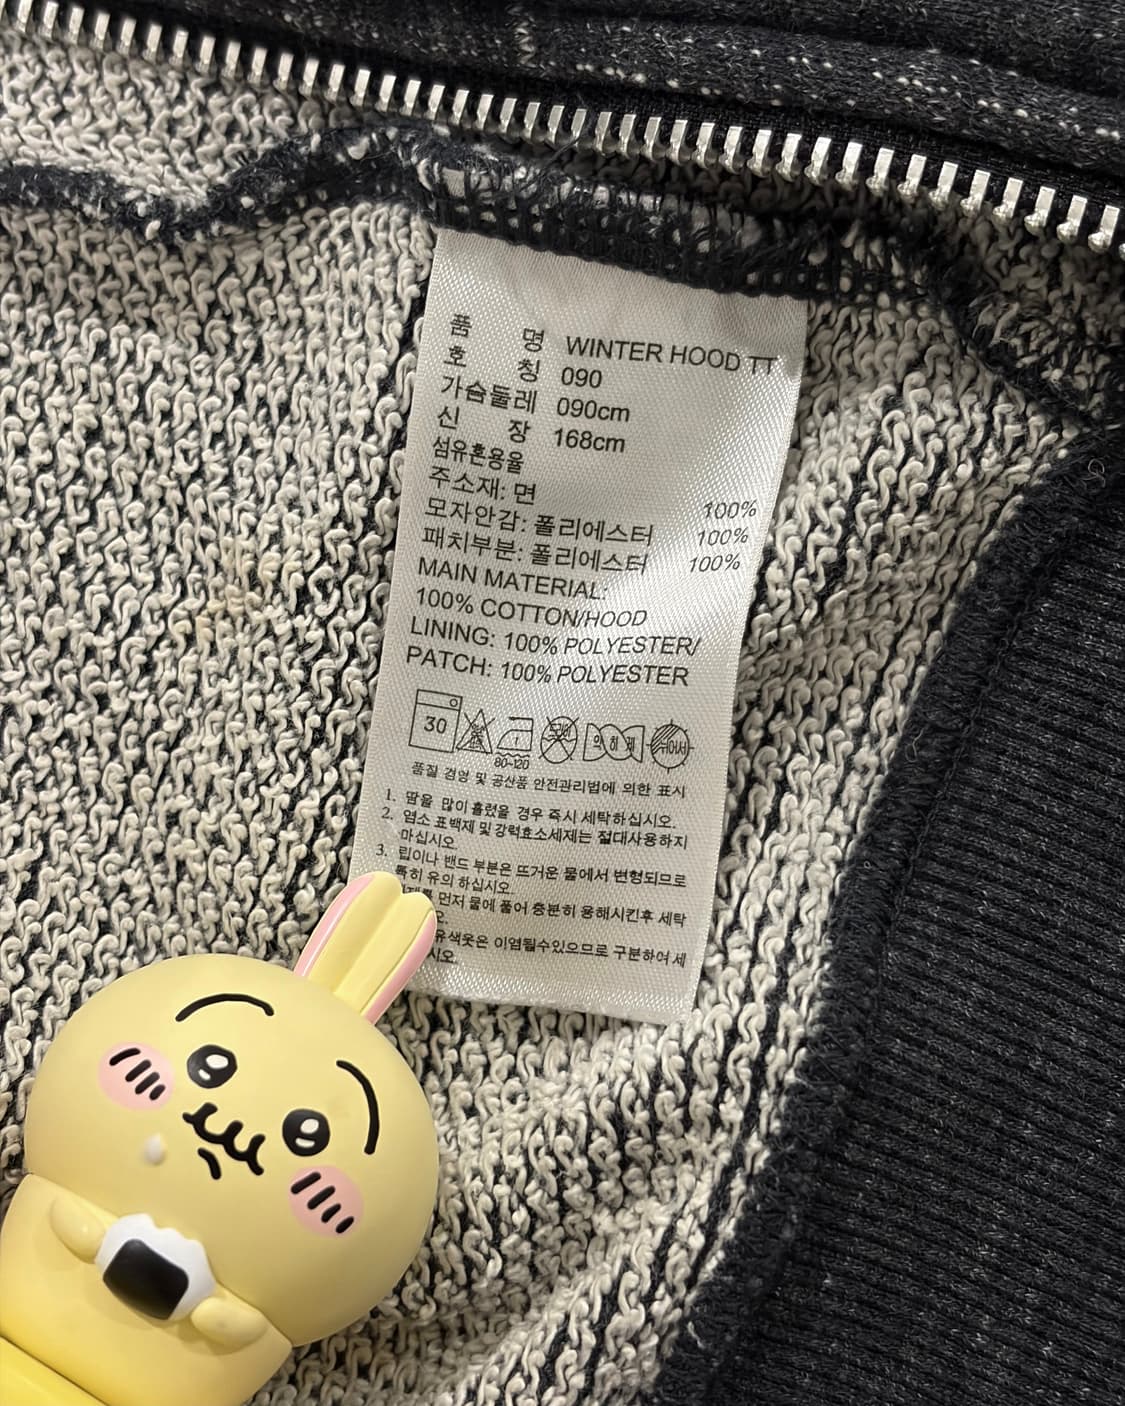 품 명 WINTER HOOD TT
호 칭 090
가슴둘레 090cm
신 장 168cm
섬유혼용율
주소재: 면 100%
모자안감: 폴리에스터 100%
패치부분: 폴리에스터 100%
MAIN MATERIAL:
100% COTTON/HOOD
LINING: 100% POLYESTER/
PATCH: 100% POLYESTER
30
80-120
약 하 게
뉘어서
품질 경영 및 공산품 안전관리법에 의한 표시
1. 땀을 많이 흘렸을 경우 즉시 세탁하십시오.
2. 염소 표백제 및 강력효소세제는 절대사용하지
마십시오
3. 립이나 밴드 부분은 뜨거운 물에서 변형되므로
특히 유의 하십시오.
먼저 물에 풀어 충분히 용해시킨후 세탁
오.
유색옷은 이염될수있으므로 구분하여 세
시오.